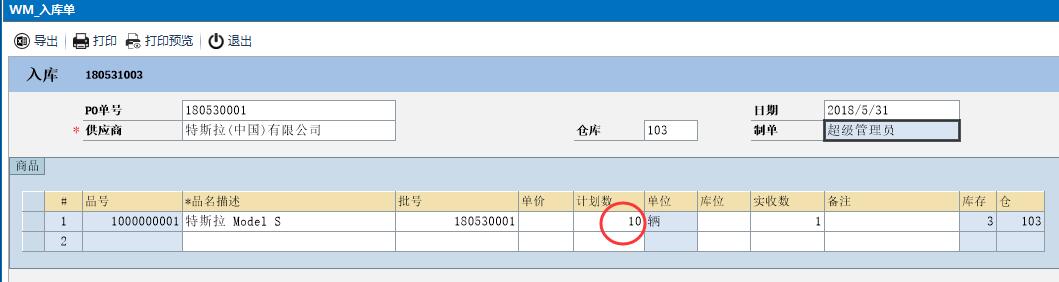 WM_入库单
导出 打印 打印预览 退出
入库 180531003
PO单号 180530001 日期 2018/5/31
* 供应商 特斯拉(中国)有限公司 仓库 103 制单 超级管理员
商品
# 品号 *品名描述 批号 单价 计划数 单位 库位 实收数 备注 库存 仓
1 1000000001 特斯拉 Model S 180530001 10 辆 1 3 103
2